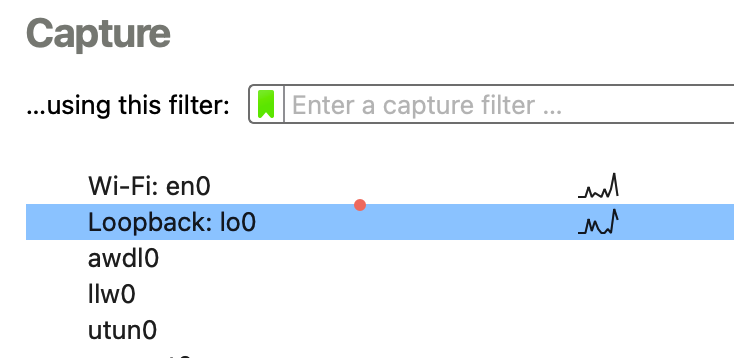 Capture
...using this filter: Enter a capture filter ...
Wi-Fi: en0
Loopback: lo0
awdl0
llw0
utun0